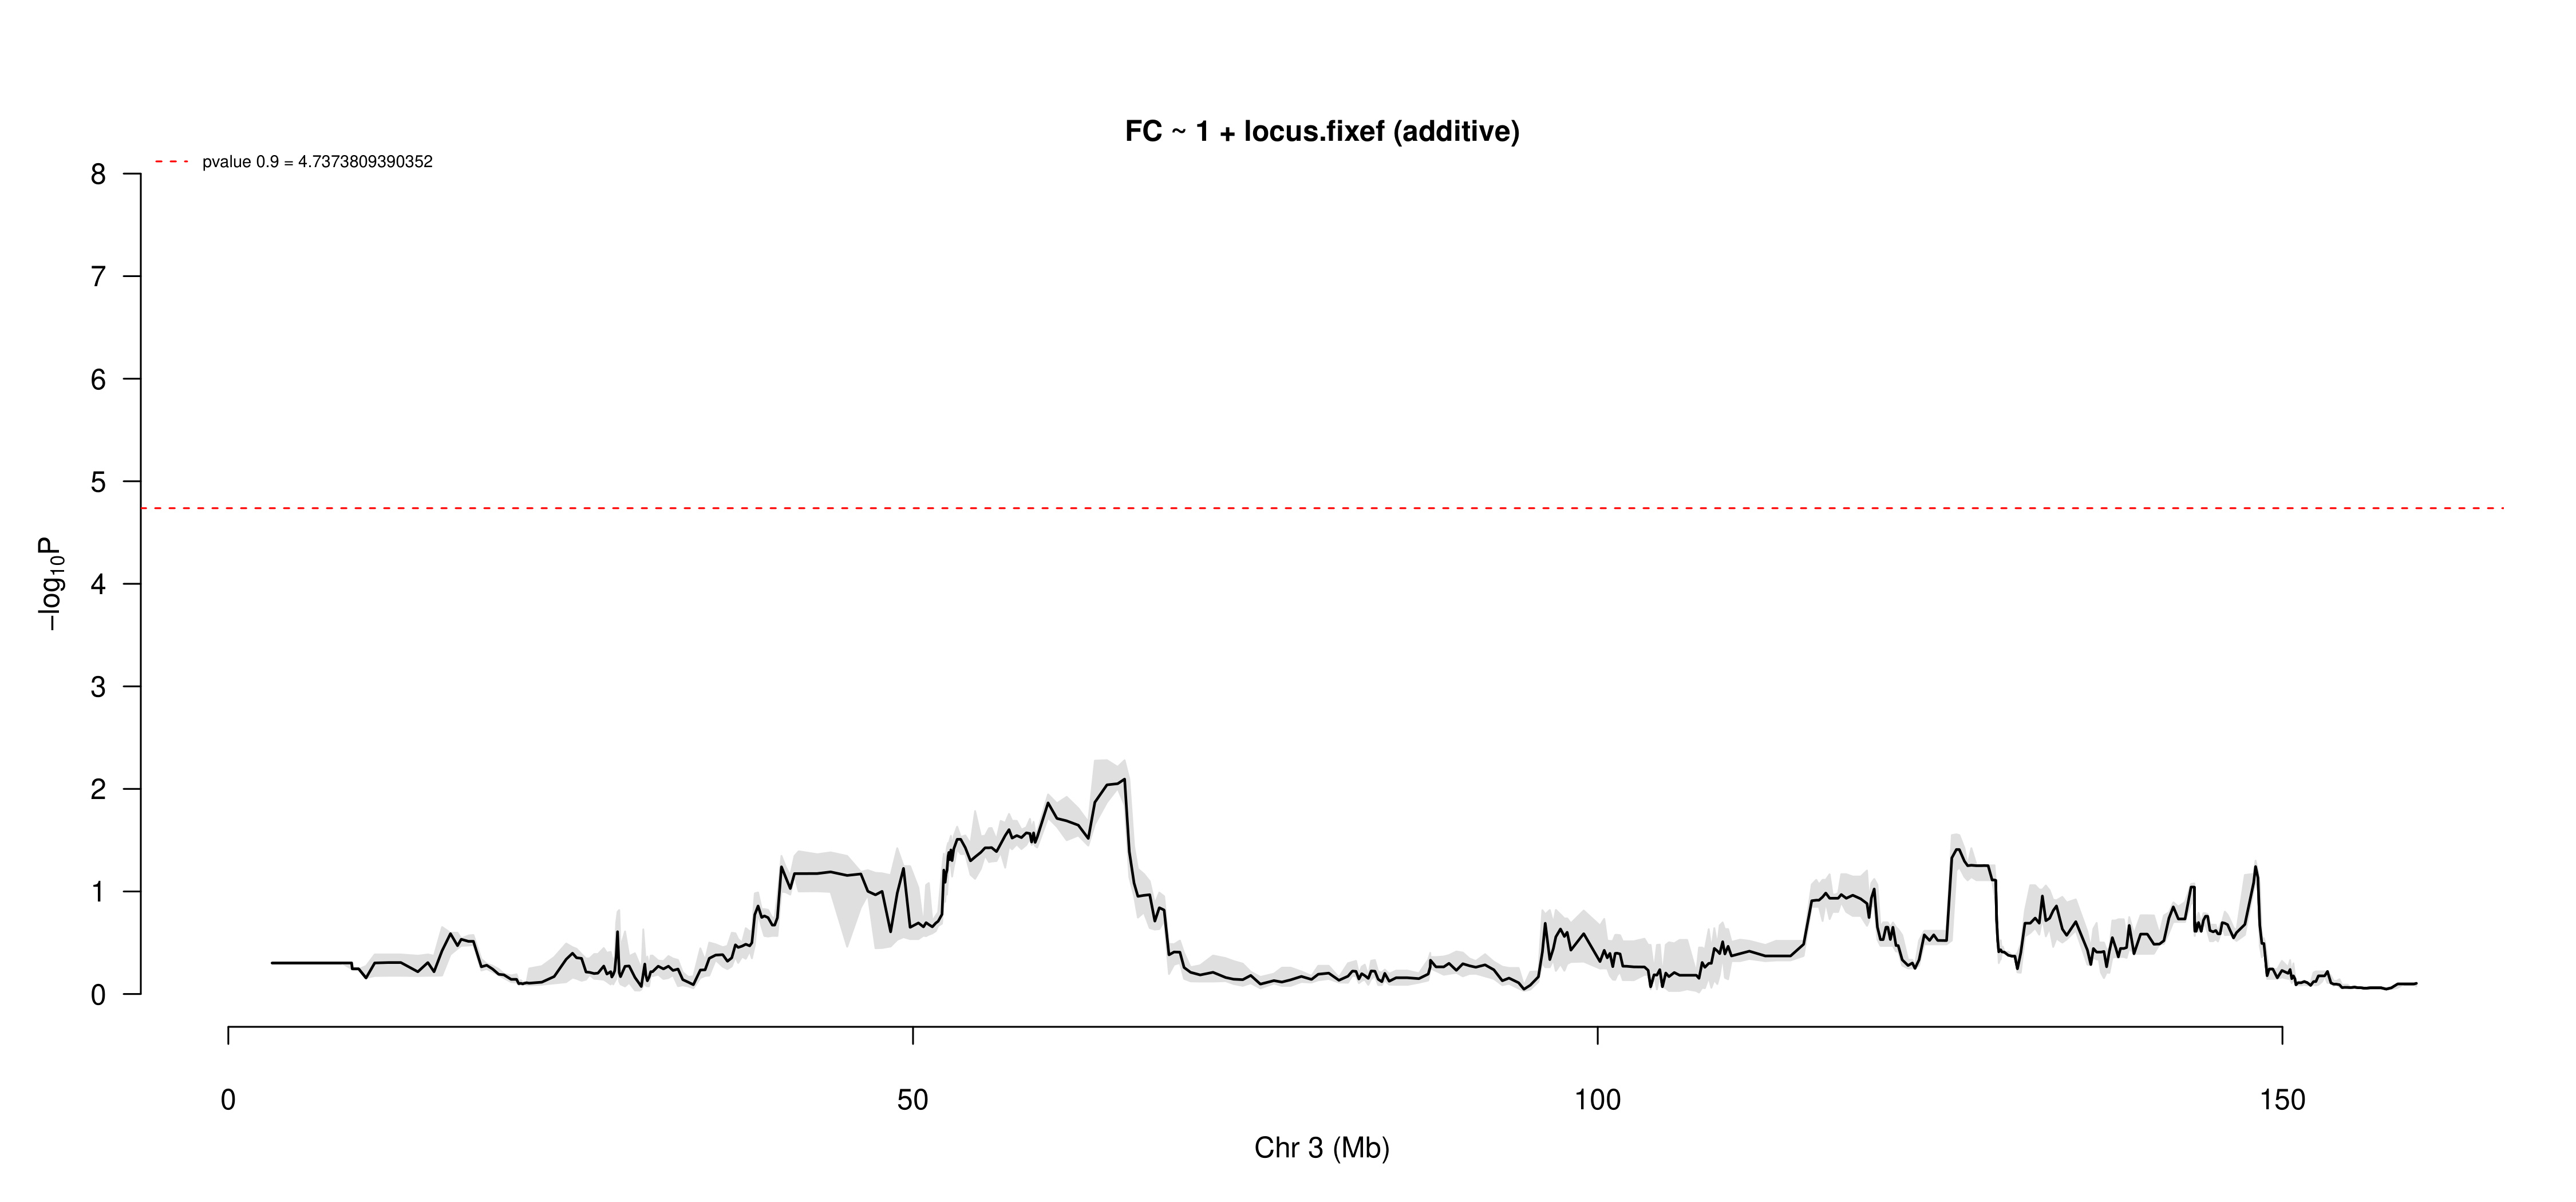 FC ~ 1 + locus.fixef (additive)
pvalue 0.9 = 4.7373809390352
8
7
6
5
4
3
2
1
0
−log10P
0 50 100 150
Chr 3 (Mb)